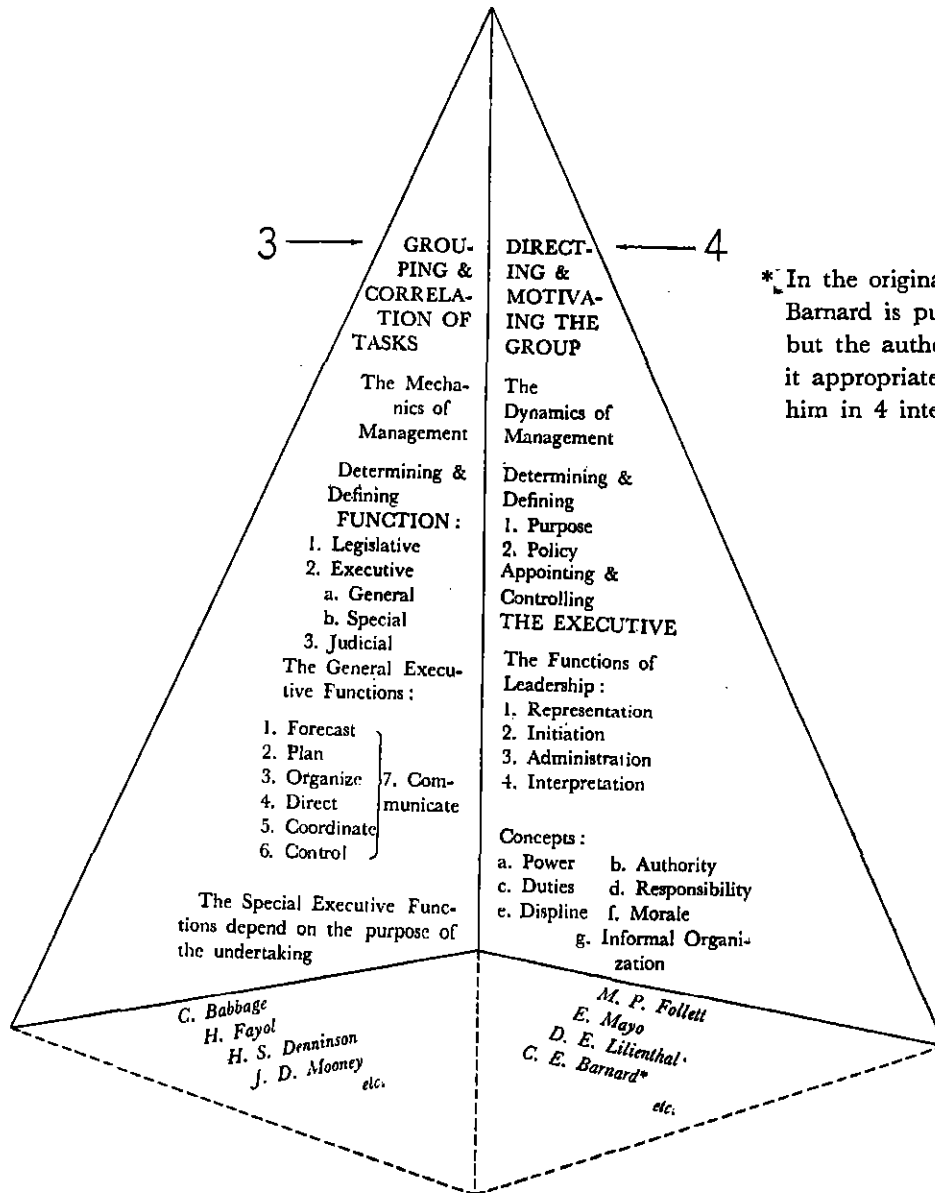 3
GROU-
PING &
CORRELA-
TION OF
TASKS
The Mecha-
nics of
Management
Determining &
Defining
FUNCTION :
1. Legislative
2. Executive
a. General
b. Special
3. Judicial
The General Execu-
tive Functions :
1. Forecast
2. Plan
3. Organize
4. Direct
5. Coordinate
6. Control
7. Com-
municate
The Special Executive Func-
tions depend on the purpose of
the undertaking
C. Babbage
H. Fayol
H. S. Denninson
J. D. Mooney
etc.
4
DIRECT-
ING &
MOTIVA-
ING THE
GROUP
The
Dynamics of
Management
Determining &
Defining
1. Purpose
2. Policy
Appointing &
Controlling
THE EXECUTIVE
The Functions of
Leadership :
1. Representation
2. Initiation
3. Administration
4. Interpretation
Concepts :
a. Power b. Authority
c. Duties d. Responsibility
e. Displine f. Morale
g. Informal Organi-
zation
M. P. Follett
E. Mayo
D. E. Lilienthal
C. E. Barnard*
etc.
* In the origina
Barnard is pu
but the autho
it appropriate
him in 4 inte